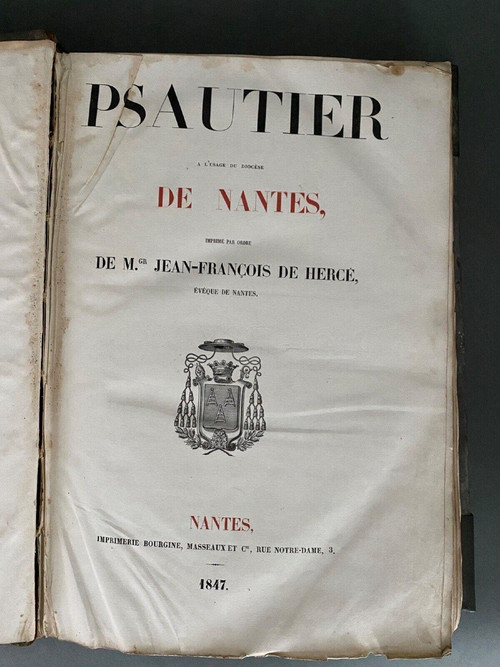 PSAUTIER
A L'USAGE DU DIOCÈSE
DE NANTES,
IMPRIMÉ PAR ORDRE
DE M.GR JEAN-FRANÇOIS DE HERCÉ,
ÉVÊQUE DE NANTES.
NANTES,
IMPRIMERIE BOURGINE, MASSEAUX ET Cie, RUE NOTRE-DAME, 3.
1847.